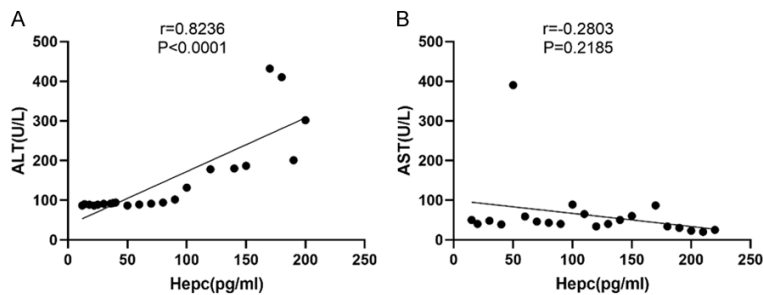 A
r=0.8236
P<0.0001
500
400
300
200
100
0
ALT(U/L)
0 50 100 150 200 250
Hepc(pg/ml)
B
r=-0.2803
P=0.2185
500
400
300
200
100
0
AST(U/L)
0 50 100 150 200 250
Hepc(pg/ml)